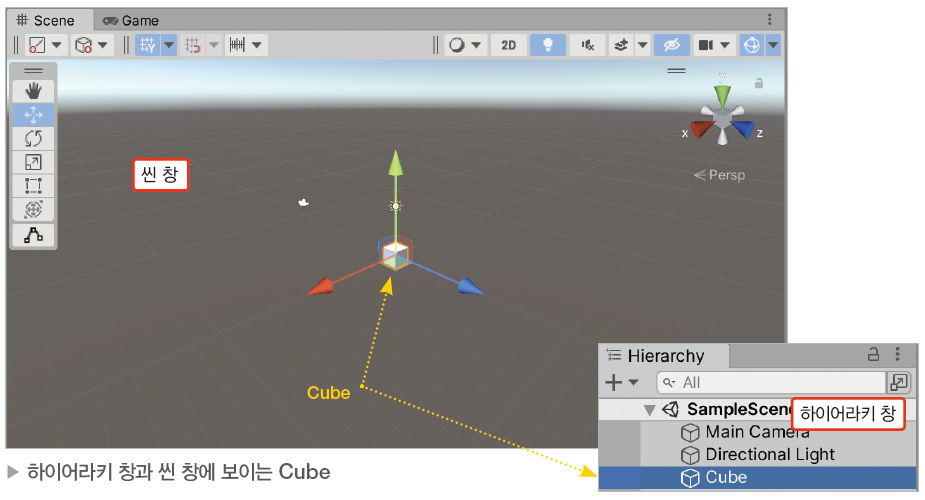 Scene Game
2D
y
x z
Persp
씬 창
Cube
Hierarchy
All
SampleScene
하이어라키 창
Main Camera
Directional Light
Cube
▶ 하이어라키 창과 씬 창에 보이는 Cube